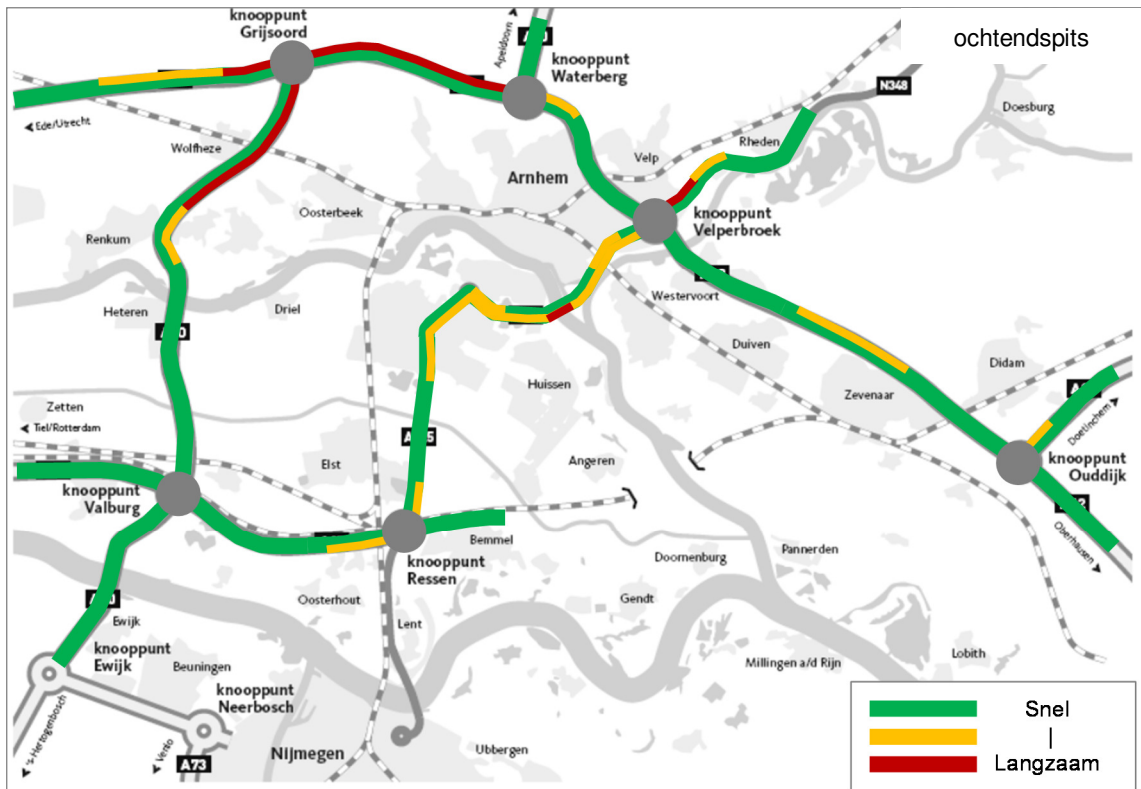 ochtendspits
knooppunt
Grijsoord
Apeldoorn
knooppunt
Waterberg
N348
Doesburg
Ede/Utrecht
Wolfheze
Velp
Rheden
Arnhem
Oosterbeek
knooppunt
Velperbroek
Renkum
Heteren
Driel
Westervoort
Duiven
Didam
Huissen
Zevenaar
Zetten
Tiel/Rotterdam
Doetinchem
Elst
Angeren
knooppunt
Ouddijk
knooppunt
Valburg
Bemmel
Oberhausen
knooppunt
Ressen
Doornenburg
Pannerden
Oosterhout
Gendt
Ewijk
Lent
knooppunt
Ewijk
Beuningen
Millingen a/d Rijn
Lobith
knooppunt
Neerbosch
's-Hertogenbosch
Venlo
A73
Nijmegen
Ubbergen
Snel
|
Langzaam